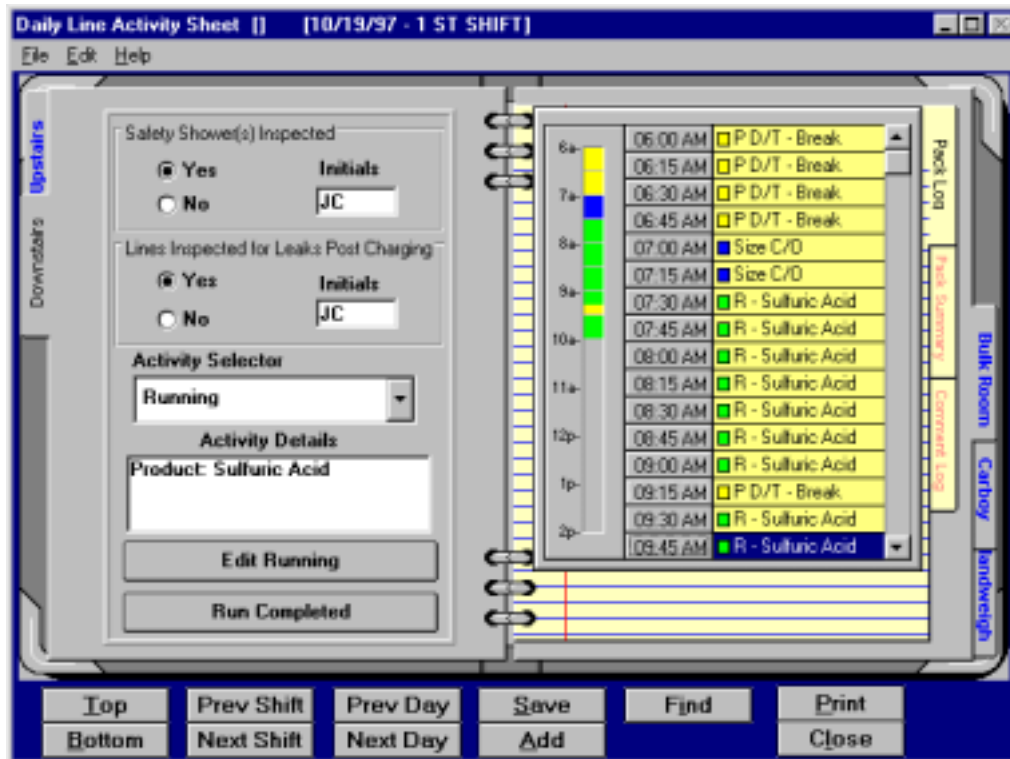 Daily Line Activity Sheet [] [10/19/97 - 1 ST SHIFT]
File Edit Help
Upstairs
Downstairs
Safety Shower(s) Inspected
Yes
No
Initials
JC
Lines Inspected for Leaks Post Charging
Yes
No
Initials
JC
Activity Selector
Running
Activity Details
Product: Sulfuric Acid
Edit Running
Run Completed
6a-
7a-
8a-
9a-
10a-
11a-
12p-
1p-
2p-
06:00 AM P D/T - Break
06:15 AM P D/T - Break
06:30 AM P D/T - Break
06:45 AM P D/T - Break
07:00 AM Size C/O
07:15 AM Size C/O
07:30 AM R - Sulfuric Acid
07:45 AM R - Sulfuric Acid
08:00 AM R - Sulfuric Acid
08:15 AM R - Sulfuric Acid
08:30 AM R - Sulfuric Acid
08:45 AM R - Sulfuric Acid
09:00 AM R - Sulfuric Acid
09:15 AM P D/T - Break
09:30 AM R - Sulfuric Acid
09:45 AM R - Sulfuric Acid
Pack Log
Pack Summary
Comment Log
Bulk Room
Carboy
landweigh
Top
Prev Shift
Prev Day
Save
Find
Print
Bottom
Next Shift
Next Day
Add
Close